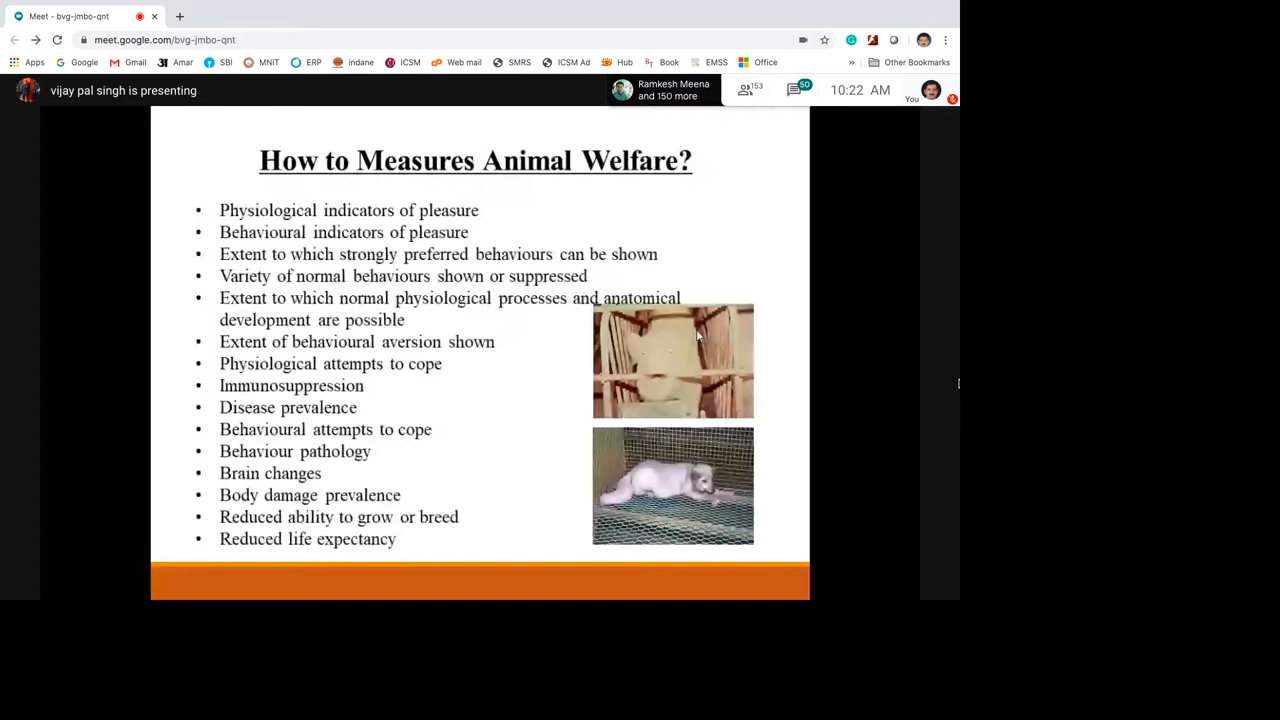 Meet - bvg-jmbo-qnt
meet.google.com/bvg-jmbo-qnt
Apps Google Gmail Amar SBI MNIT ERP indane ICSM Web mail SMRS ICSM Ad Hub Book EMSS Office » Other Bookmarks
vijay pal singh is presenting
Ramkesh Meena
and 150 more
153
50
10:22 AM
You
How to Measures Animal Welfare?
• Physiological indicators of pleasure
• Behavioural indicators of pleasure
• Extent to which strongly preferred behaviours can be shown
• Variety of normal behaviours shown or suppressed
• Extent to which normal physiological processes and anatomical
development are possible
• Extent of behavioural aversion shown
• Physiological attempts to cope
• Immunosuppression
• Disease prevalence
• Behavioural attempts to cope
• Behaviour pathology
• Brain changes
• Body damage prevalence
• Reduced ability to grow or breed
• Reduced life expectancy